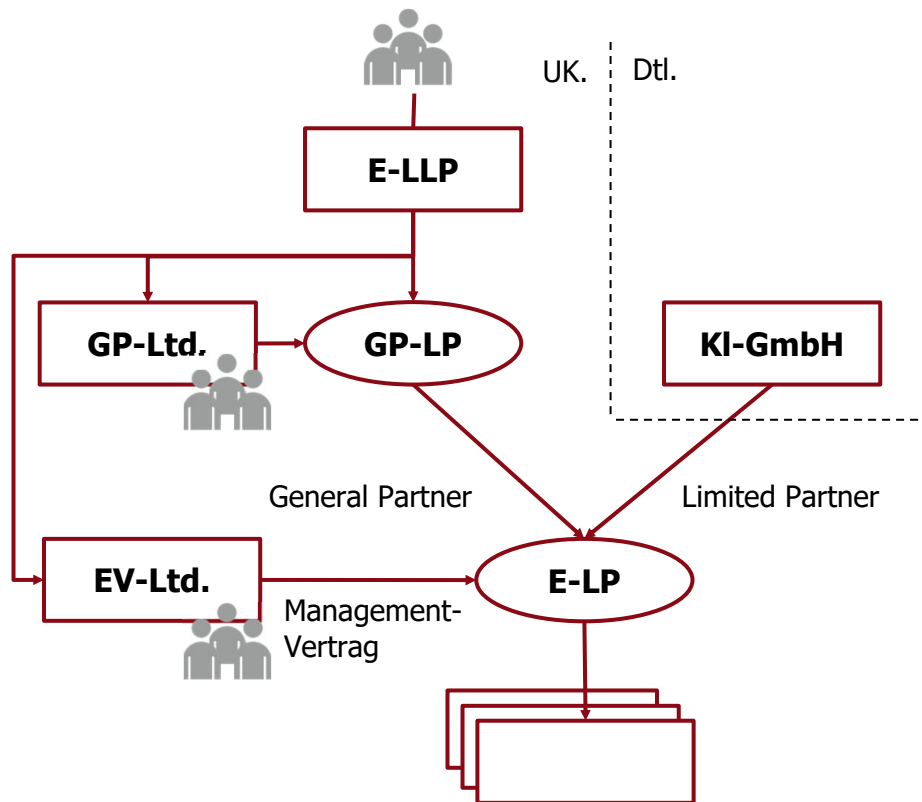 UK.
Dtl.
E-LLP
GP-Ltd.
GP-LP
KI-GmbH
General Partner
Limited Partner
EV-Ltd.
E-LP
Management-
Vertrag